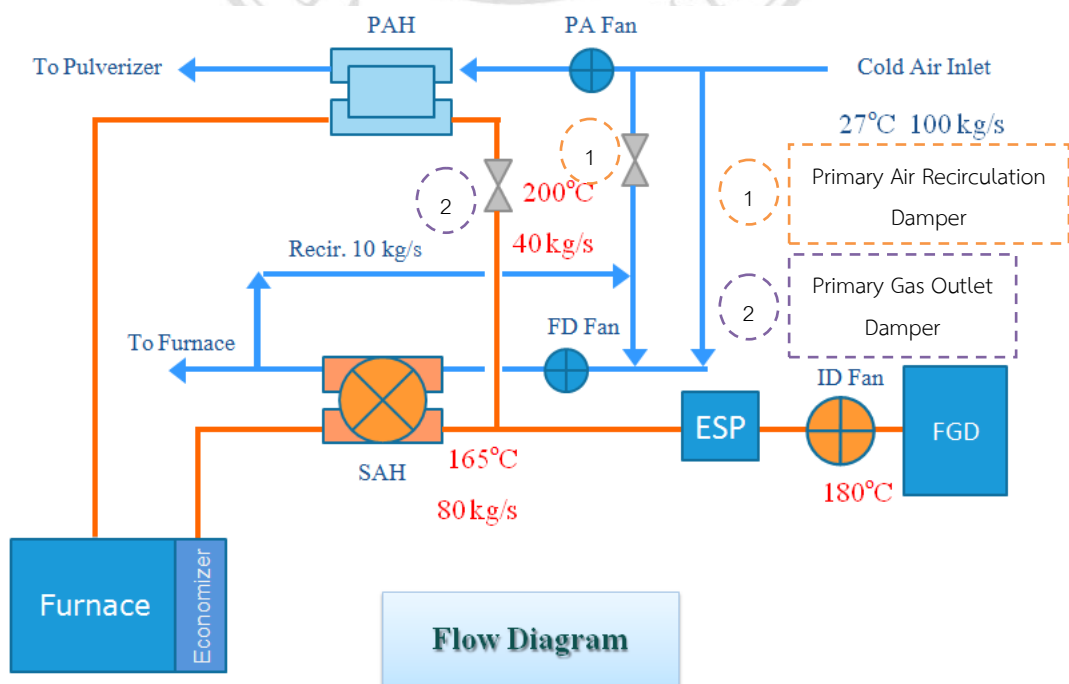 PAH
PA Fan
To Pulverizer
Cold Air Inlet
27°C 100 kg/s
1
1
Primary Air Recirculation
Damper
2
200°C
40 kg/s
Recir. 10 kg/s
2
Primary Gas Outlet
Damper
To Furnace
FD Fan
ID Fan
ESP
FGD
SAH
165°C
80 kg/s
180°C
Furnace
Economizer
Flow Diagram